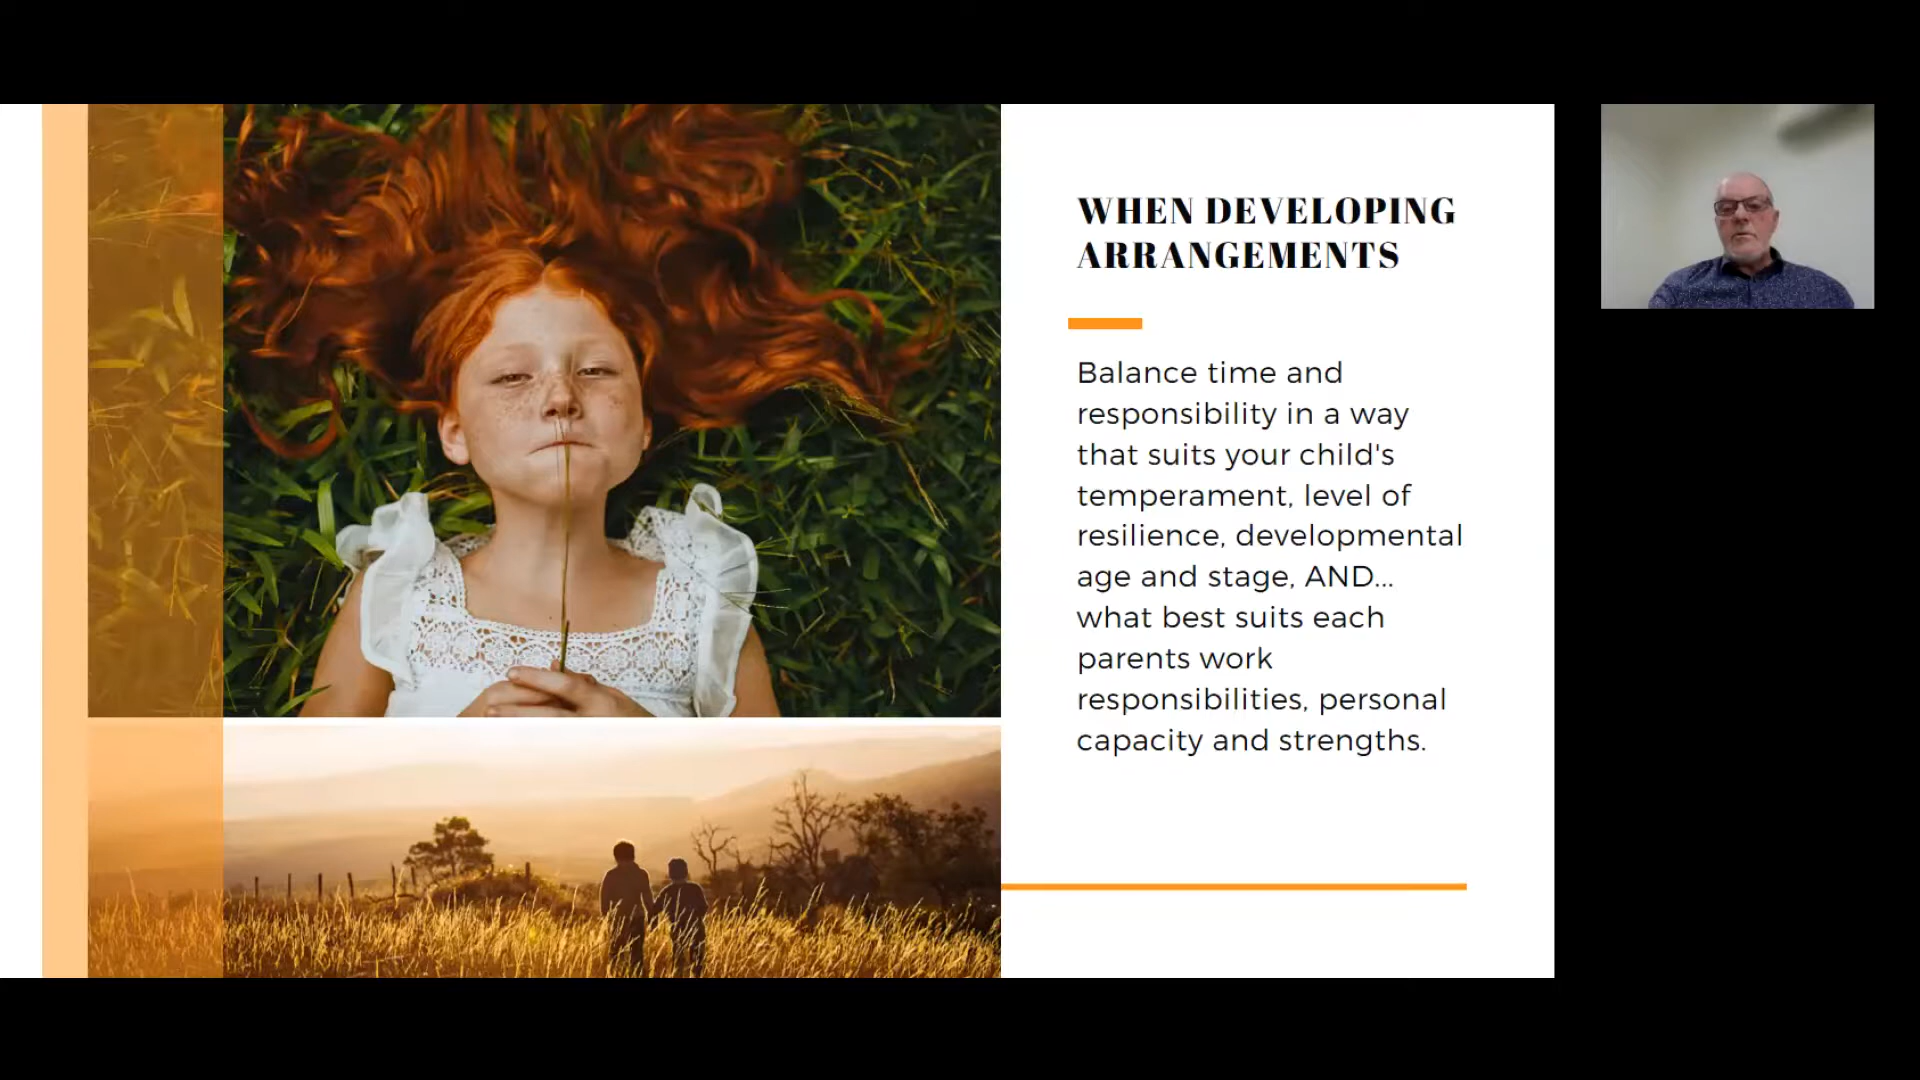 WHEN DEVELOPING
ARRANGEMENTS
Balance time and
responsibility in a way
that suits your child's
temperament, level of
resilience, developmental
age and stage, AND...
what best suits each
parents work
responsibilities, personal
capacity and strengths.